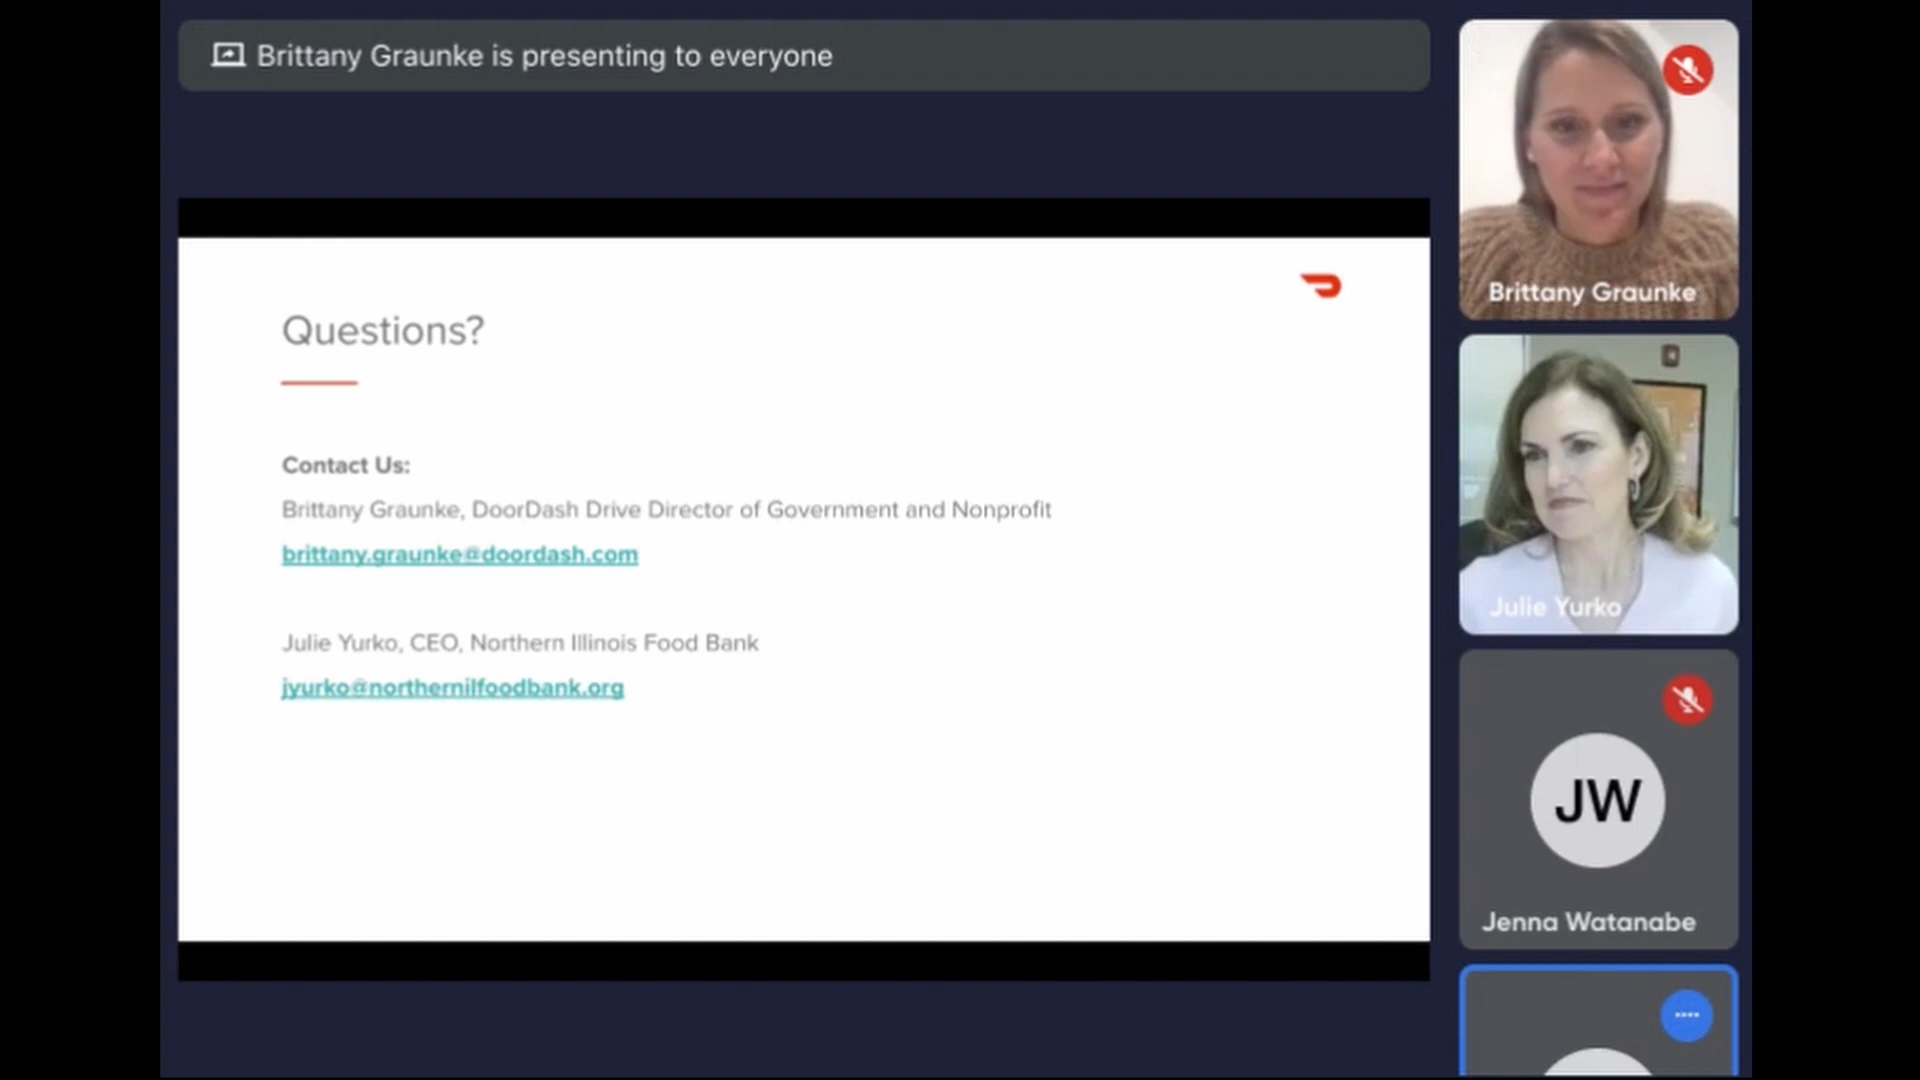 Brittany Graunke is presenting to everyone
Questions?
Contact Us:
Brittany Graunke, DoorDash Drive Director of Government and Nonprofit
brittany.graunke@doordash.com
Julie Yurko, CEO, Northern Illinois Food Bank
jyurko@northernilfoodbank.org
Brittany Graunke
Julie Yurko
JW
Jenna Watanabe